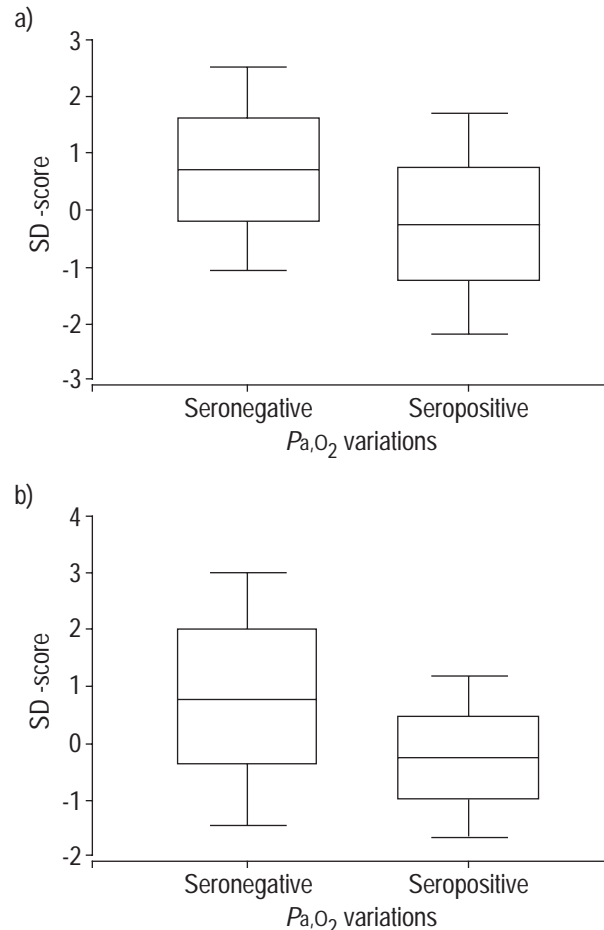 a)
3
2
1
0
-1
-2
-3
SD -score
Seronegative Seropositive
Pa,O2 variations
b)
4
3
2
1
0
-1
-2
SD -score
Seronegative Seropositive
Pa,O2 variations